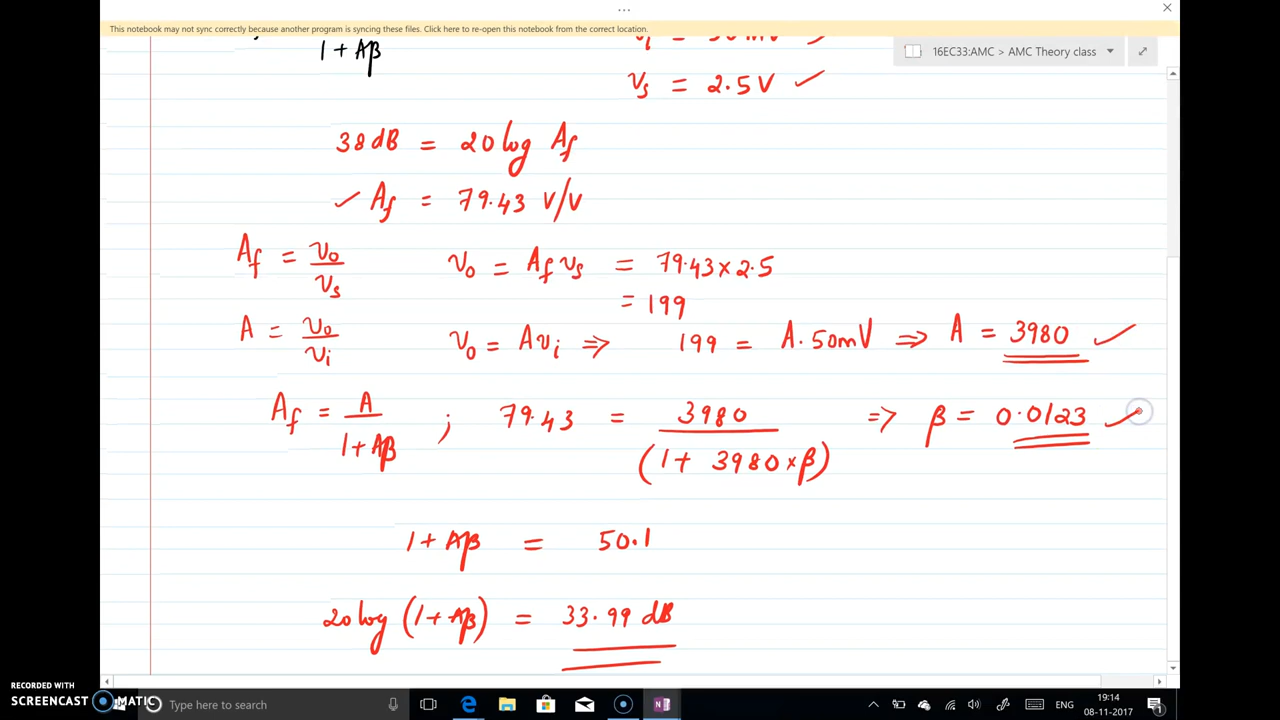 This notebook may not sync correctly because another program is syncing these files. Click here to re-open this notebook from the correct location.
16EC33:AMC > AMC Theory class
1 + Aβ
Vs = 2.5V
38 dB = 20 log Af
Af = 79.43 V/V
Af = vo/vs vo = Af vs = 79.43 × 2.5
= 199
A = vo/vi vo = Avi ⇒ 199 = A. 50mV ⇒ A = 3980
Af = A/1+Aβ ; 79.43 = 3980/(1 + 3980 × β) ⇒ β = 0.0123
1 + Aβ = 50.1
20 log (1 + Aβ) = 33.99 dB
RECORDED WITH
SCREENCAST MATIC
Type here to search
ENG
19:14
08-11-2017